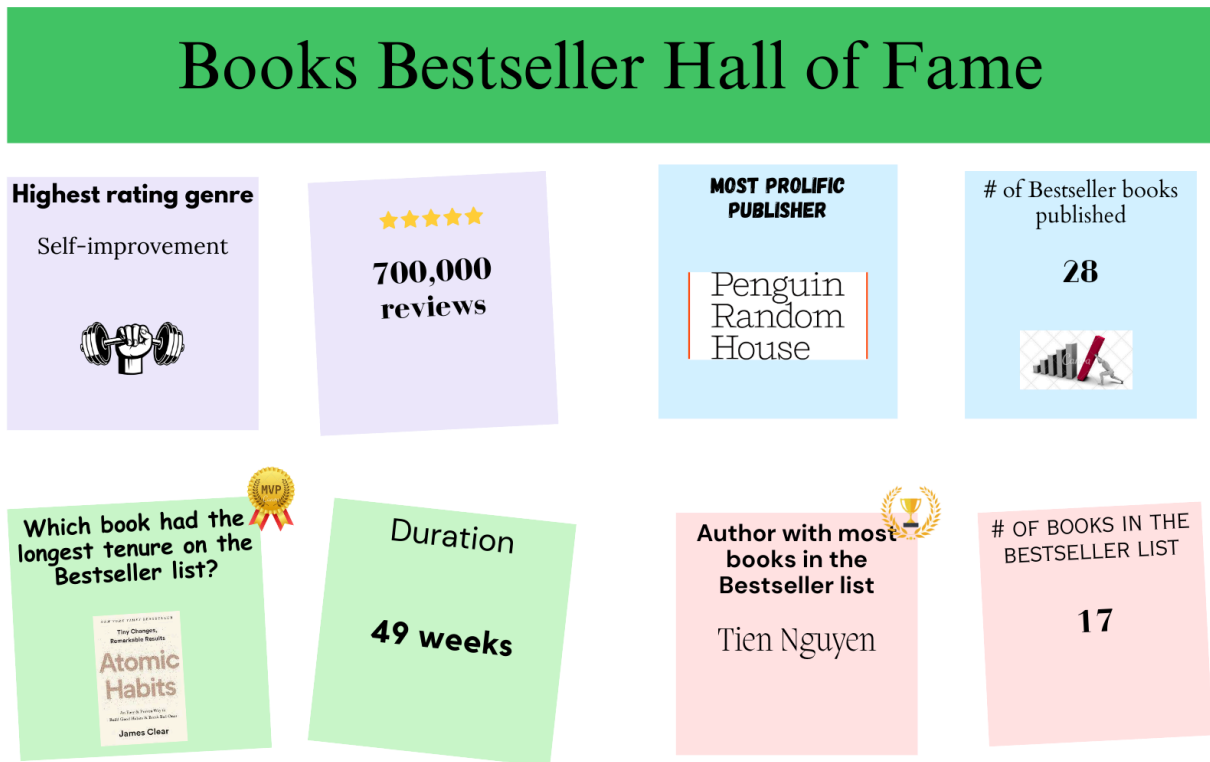 Books Bestseller Hall of Fame
Highest rating genre
Self-improvement
700,000
reviews
MOST PROLIFIC
PUBLISHER
Penguin
Random
House
# of Bestseller books
published
28
MVP
Which book had the
longest tenure on the
Bestseller list?
Tiny Changes,
Remarkable Results
Atomic
Habits
James Clear
Duration
49 weeks
Author with most
books in the
Bestseller list
Tien Nguyen
# OF BOOKS IN THE
BESTSELLER LIST
17